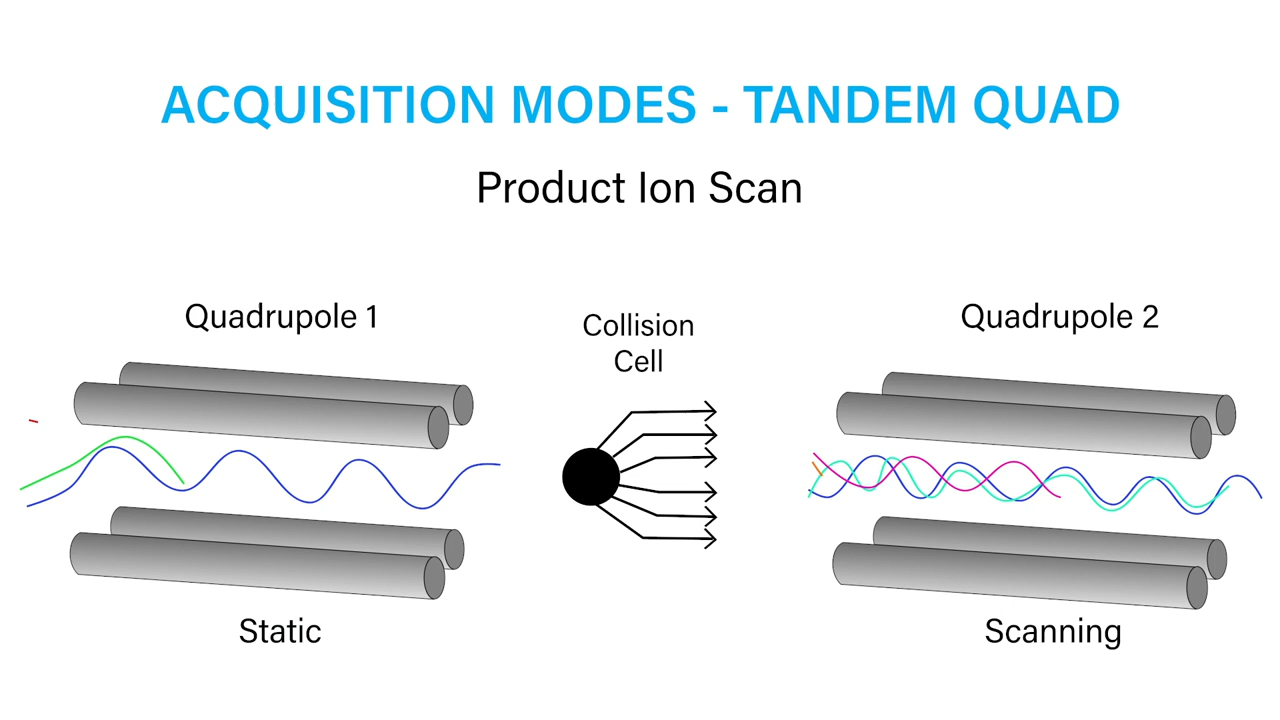 ACQUISITION MODES - TANDEM QUAD
Product Ion Scan
Quadrupole 1
Collision
Cell
Quadrupole 2
Static
Scanning